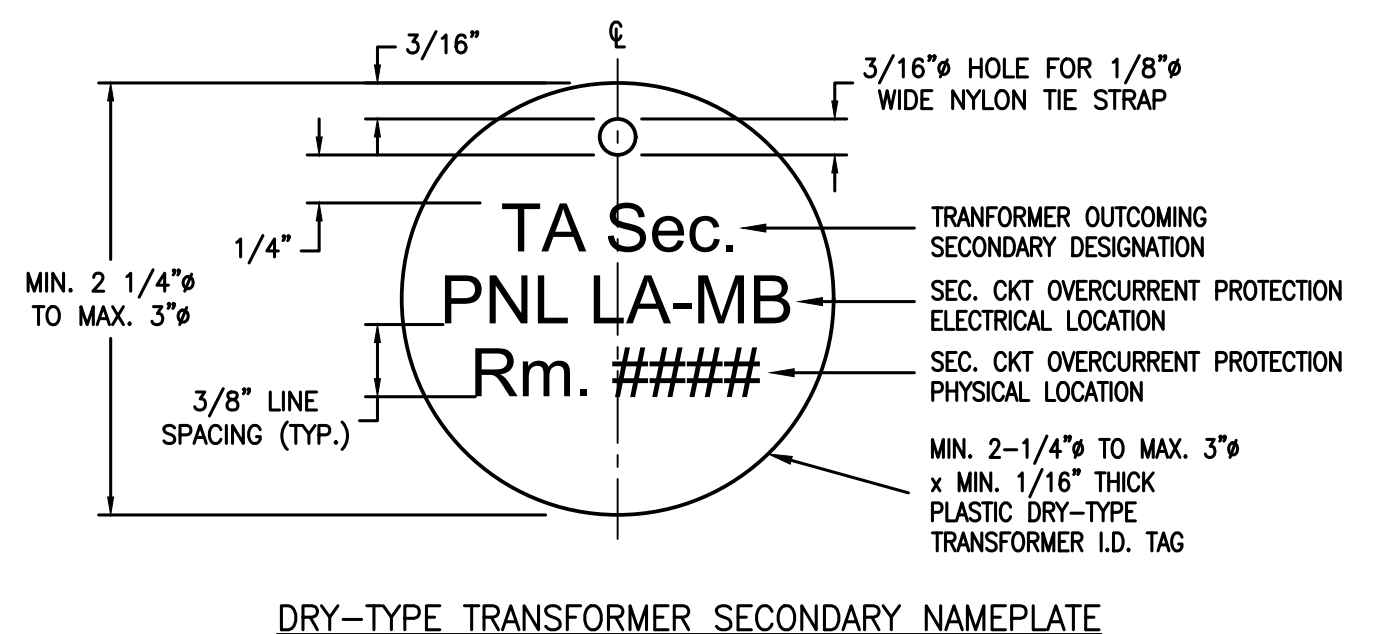 3/16"
℄
3/16"ø HOLE FOR 1/8"ø
WIDE NYLON TIE STRAP
1/4"
MIN. 2 1/4"ø
TO MAX. 3"ø
TA Sec.
PNL LA-MB
Rm. ####
3/8" LINE
SPACING (TYP.)
TRANFORMER OUTCOMING
SECONDARY DESIGNATION
SEC. CKT OVERCURRENT PROTECTION
ELECTRICAL LOCATION
SEC. CKT OVERCURRENT PROTECTION
PHYSICAL LOCATION
MIN. 2-1/4"ø TO MAX. 3"ø
x MIN. 1/16" THICK
PLASTIC DRY-TYPE
TRANSFORMER I.D. TAG
DRY-TYPE TRANSFORMER SECONDARY NAMEPLATE